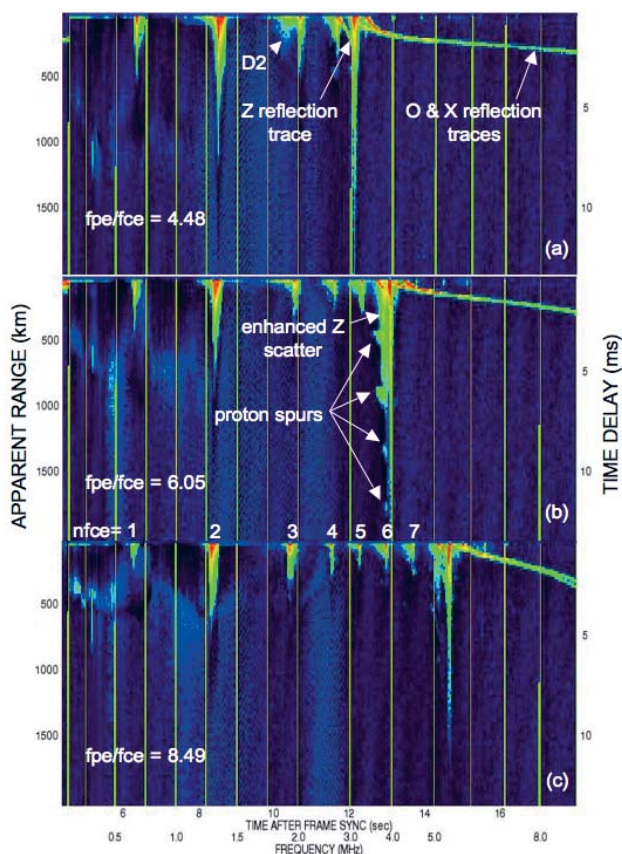 500
1000
1500
5
10
D2
Z reflection
trace
O & X reflection
traces
fpe/fce = 4.48
(a)
APPARENT RANGE (km)
TIME DELAY (ms)
500
1000
1500
5
10
enhanced Z
scatter
proton spurs
fpe/fce = 6.05
(b)
nfce= 1 2 3 4 5 6 7
500
1000
1500
5
10
fpe/fce = 8.49
(c)
6 8 10 12 14 16
TIME AFTER FRAME SYNC (sec)
0.5 1.0 1.5 2.0 3.0 4.0 8.0
FREQUENCY (MHz)